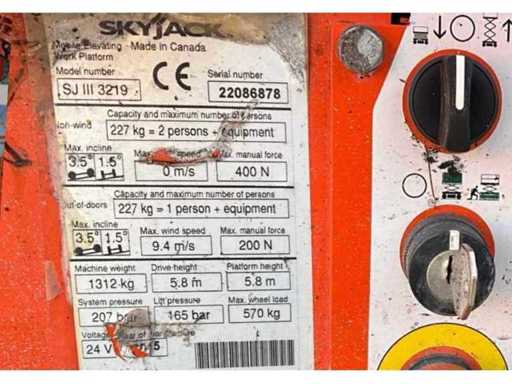 SKYJACK
Mobile Elevating - Made in Canada
Work Platform
Model number
Serial number
SJ III 3219
CE
22086878
Capacity and maximum number of persons
Non-wind
227 kg = 2 persons + equipment
Max. incline
Max. manual force
3.5° 1.5°
0 m/s
400 N
Capacity and maximum number of persons
Out-of-doors
227 kg = 1 person + equipment
Max. incline
Max. wind speed
Max. manual force
3.5° 1.5°
9.4 m/s
200 N
Machine weight
Drive height
Platform height
1312 kg
5.8 m
5.8 m
System pressure
Lift pressure
Max. wheel load
207 bar
165 bar
570 kg
Voltage
24 V